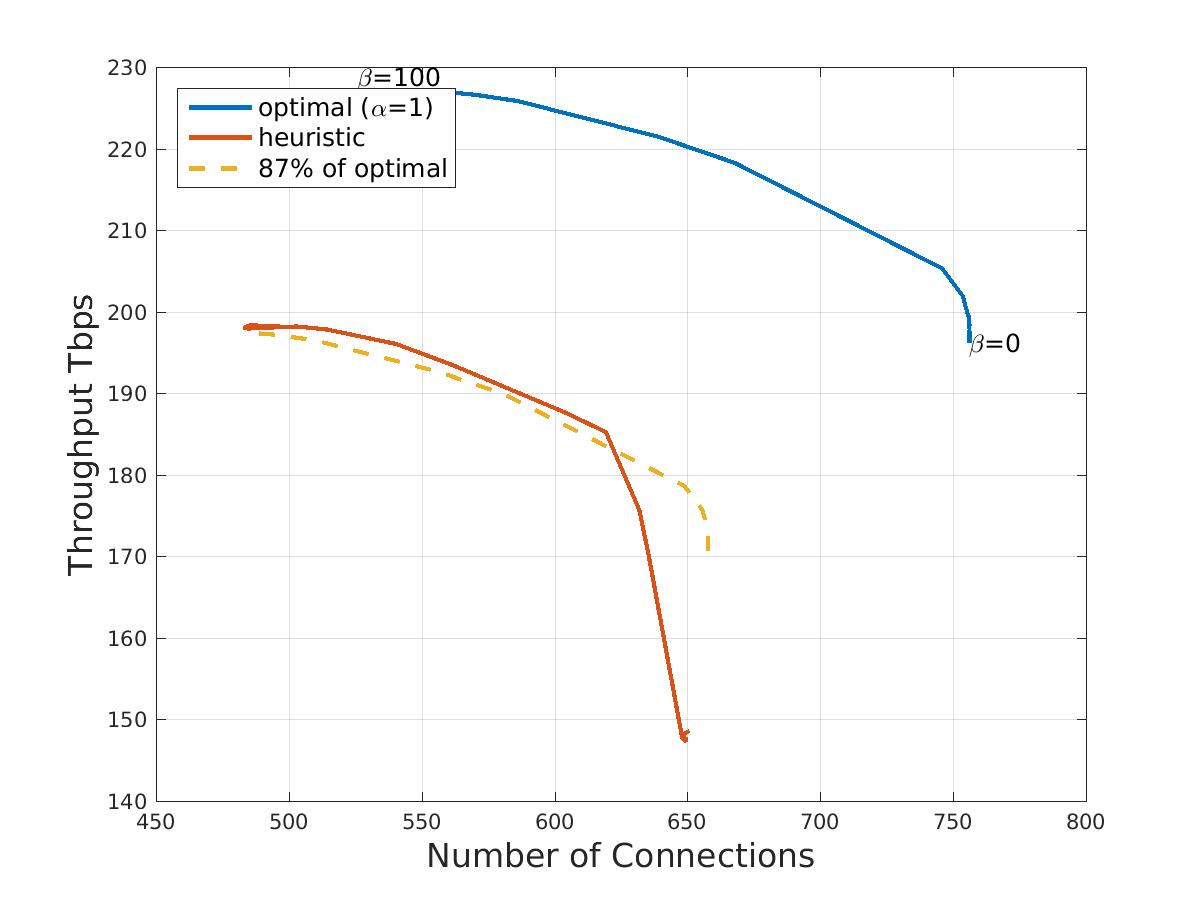 β=100
optimal (α=1)
heuristic
87% of optimal
β=0
Throughput Tbps
230
220
210
200
190
180
170
160
150
140
450 500 550 600 650 700 750 800
Number of Connections